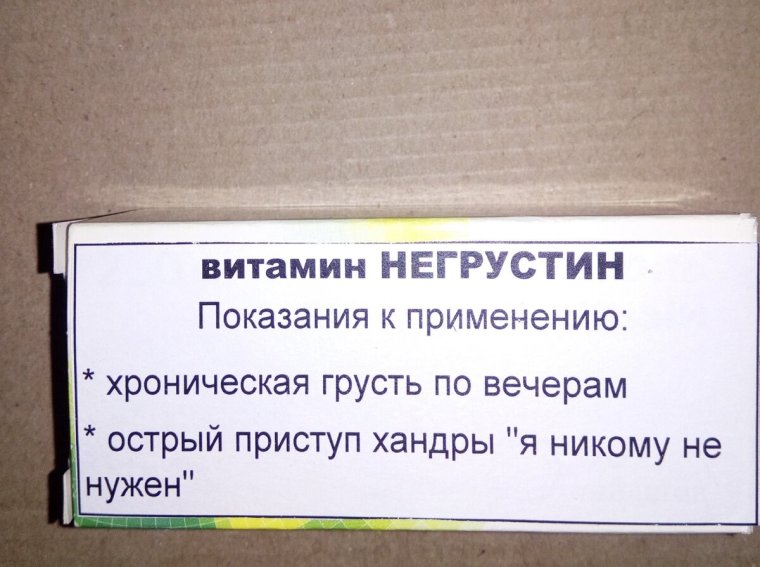 витамин НЕГРУСТИН
Показания к применению:
* хроническая грусть по вечерам
* острый приступ хандры "я никому не
нужен"